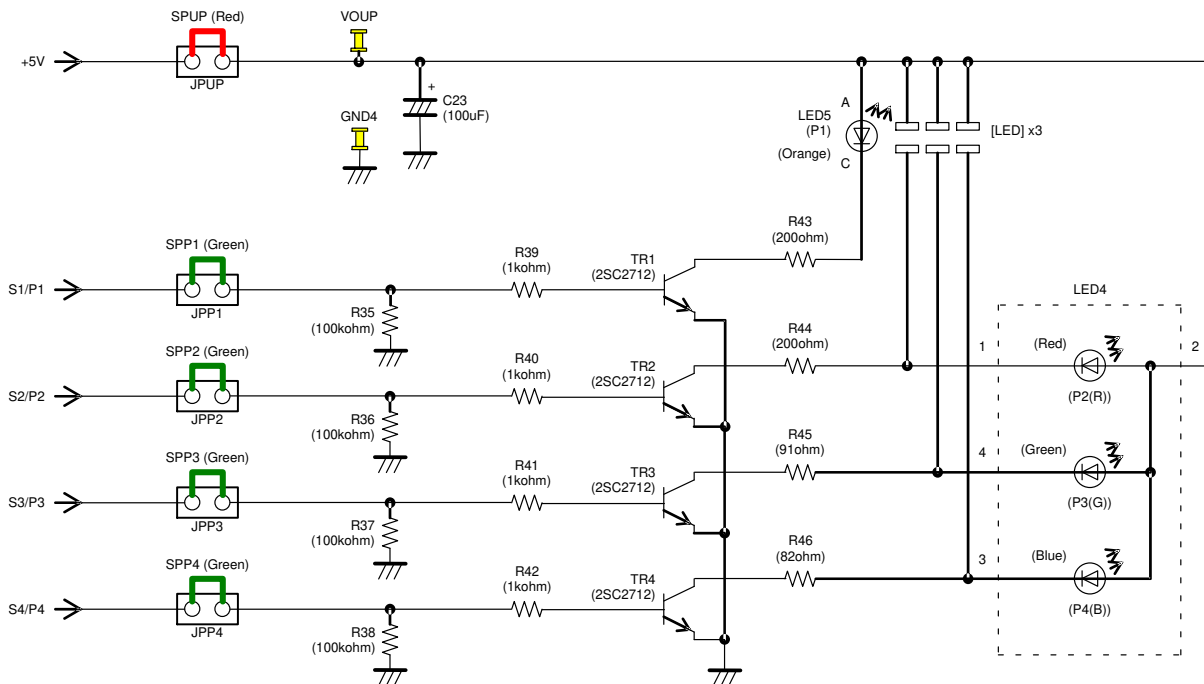 SPUP (Red)
VOUP
+5V
JPUP
+
C23
(100uF)
GND4
A
LED5
(P1)
(Orange)
C
[LED] x3
SPP1 (Green)
S1/P1
JPP1
R35
(100kohm)
R39
(1kohm)
TR1
(2SC2712)
R43
(200ohm)
LED4
SPP2 (Green)
S2/P2
JPP2
R36
(100kohm)
R40
(1kohm)
TR2
(2SC2712)
R44
(200ohm)
1
(Red)
2
(P2(R))
SPP3 (Green)
S3/P3
JPP3
R37
(100kohm)
R41
(1kohm)
TR3
(2SC2712)
R45
(91ohm)
4
(Green)
(P3(G))
SPP4 (Green)
S4/P4
JPP4
R38
(100kohm)
R42
(1kohm)
TR4
(2SC2712)
R46
(82ohm)
3
(Blue)
(P4(B))